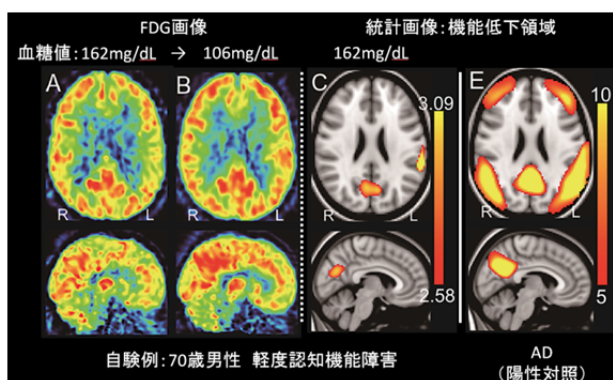 FDG画像
統計画像：機能低下領域
血糖値：162mg/dL → 106mg/dL
162mg/dL
A
B
C
E
3.09
10
R
L
R
L
R
L
2.58
5
自験例：70歳男性 軽度認知機能障害
AD
（陽性対照）